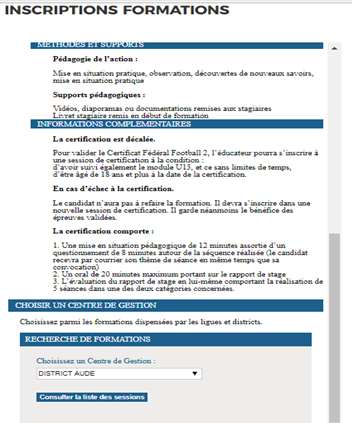 INSCRIPTIONS FORMATIONS
METHODES ET SUPPORTS
Pédagogie de l'action :
Mise en situation pratique, observation, découvertes de nouveaux savoirs,
mise en situation pratique
Supports pédagogiques :
Vidéos, diaporamas ou documentations remises aux stagiaires
Livret stagiaire remis en début de formation
INFORMATIONS COMPLEMENTAIRES
La certification est décalée.
Pour valider le Certificat Fédéral Football 2, l'éducateur pourra s'inscrire à
une session de certification à la condition :
d'avoir suivi également le module U13, et ce sans limites de temps,
d'être âgé de 18 ans et plus à la date de la certification.
En cas d'échec à la certification.
Le candidat n'aura pas à refaire la formation. Il devra s'inscrire dans une
nouvelle session de certification. Il garde néanmoins le bénéfice des
épreuves validées.
La certification comporte :
1. Une mise en situation pédagogique de 12 minutes assortie d'un
questionnement de 8 minutes autour de la séquence réalisée (le candidat
recevra par courrier son thème de séance en même temps que sa
convocation)
2. Un oral de 20 minutes maximum portant sur le rapport de stage
3. L'évaluation du rapport de stage en lui-même comportant la réalisation de
5 séances dans une des deux catégories concernées.
CHOISIR UN CENTRE DE GESTION
Choisissez parmi les formations dispensées par les ligues et districts.
RECHERCHE DE FORMATIONS
Choisissez un Centre de Gestion :
DISTRICT AUDE
Consulter la liste des sessions